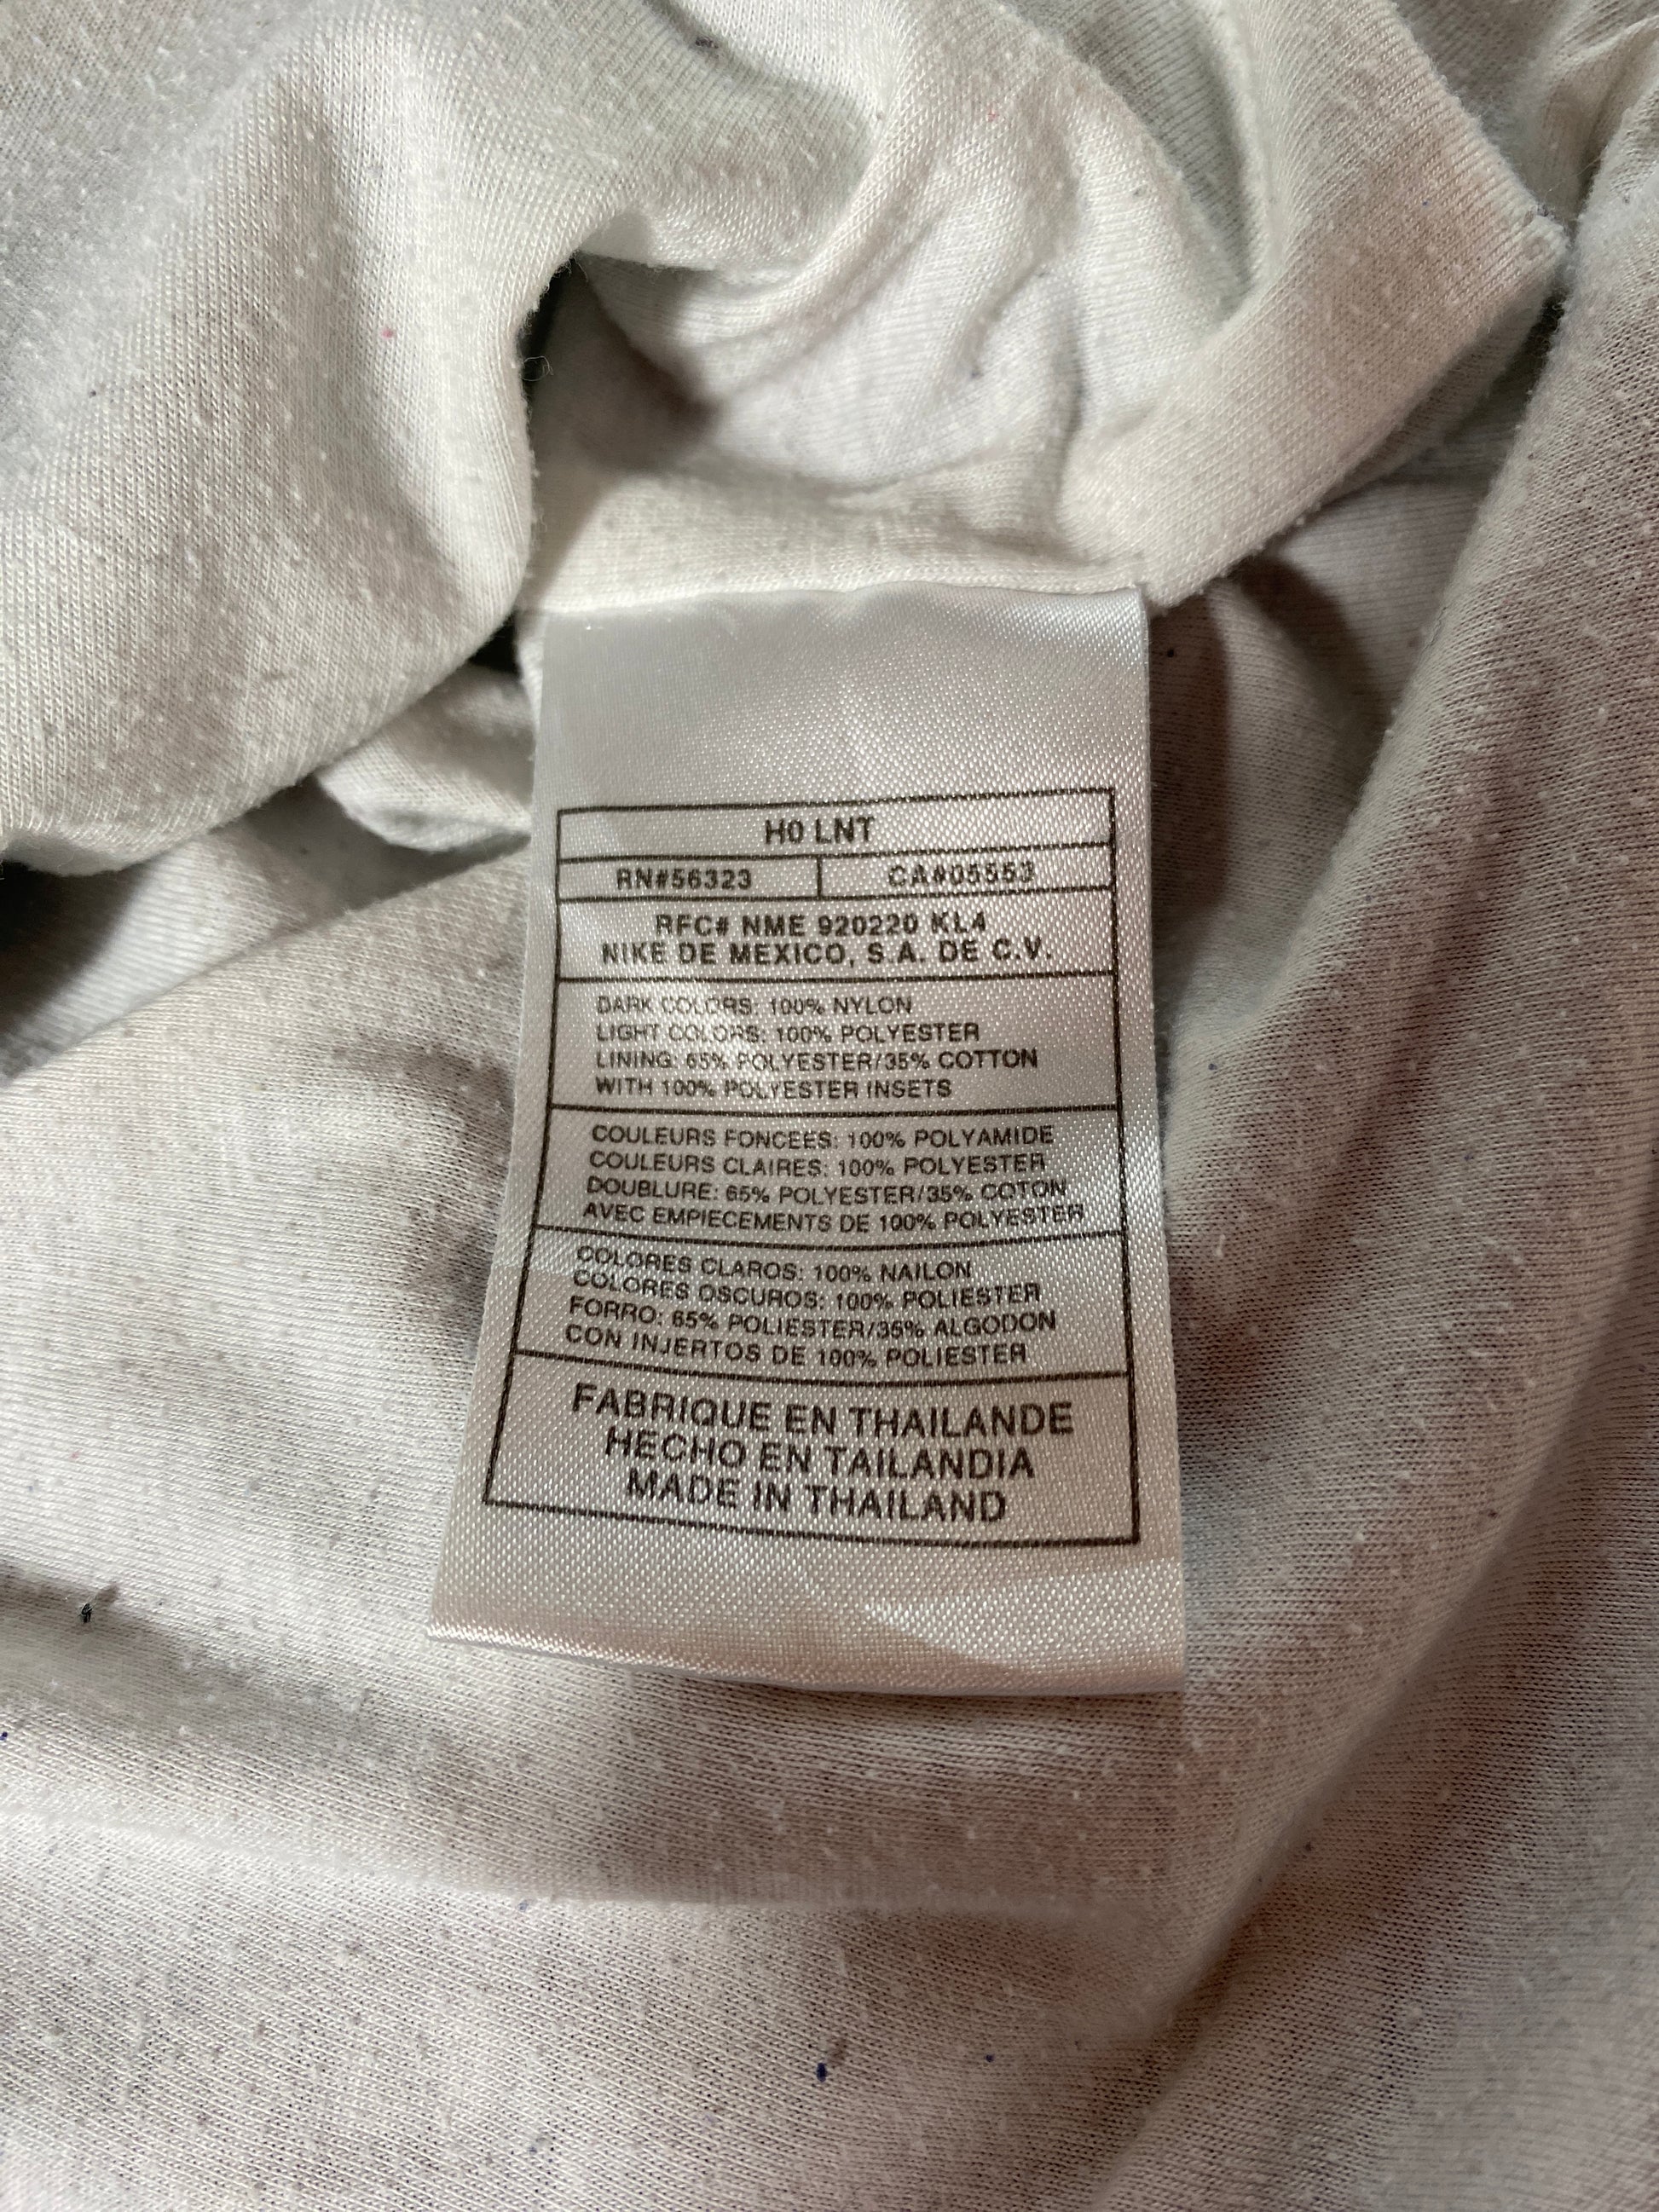 H0 LNT
RN#56323 CA#05553
RFC# NME 920220 KL4
NIKE DE MEXICO, S.A. DE C.V.
DARK COLORS: 100% NYLON
LIGHT COLORS: 100% POLYESTER
LINING: 65% POLYESTER/35% COTTON
WITH 100% POLYESTER INSETS
COULEURS FONCEES: 100% POLYAMIDE
COULEURS CLAIRES: 100% POLYESTER
DOUBLURE: 65% POLYESTER/35% COTON
AVEC EMPIECEMENTS DE 100% POLYESTER
COLORES CLAROS: 100% NAILON
COLORES OSCUROS: 100% POLIESTER
FORRO: 65% POLIESTER/35% ALGODON
CON INJERTOS DE 100% POLIESTER
FABRIQUE EN THAILANDE
HECHO EN TAILANDIA
MADE IN THAILAND